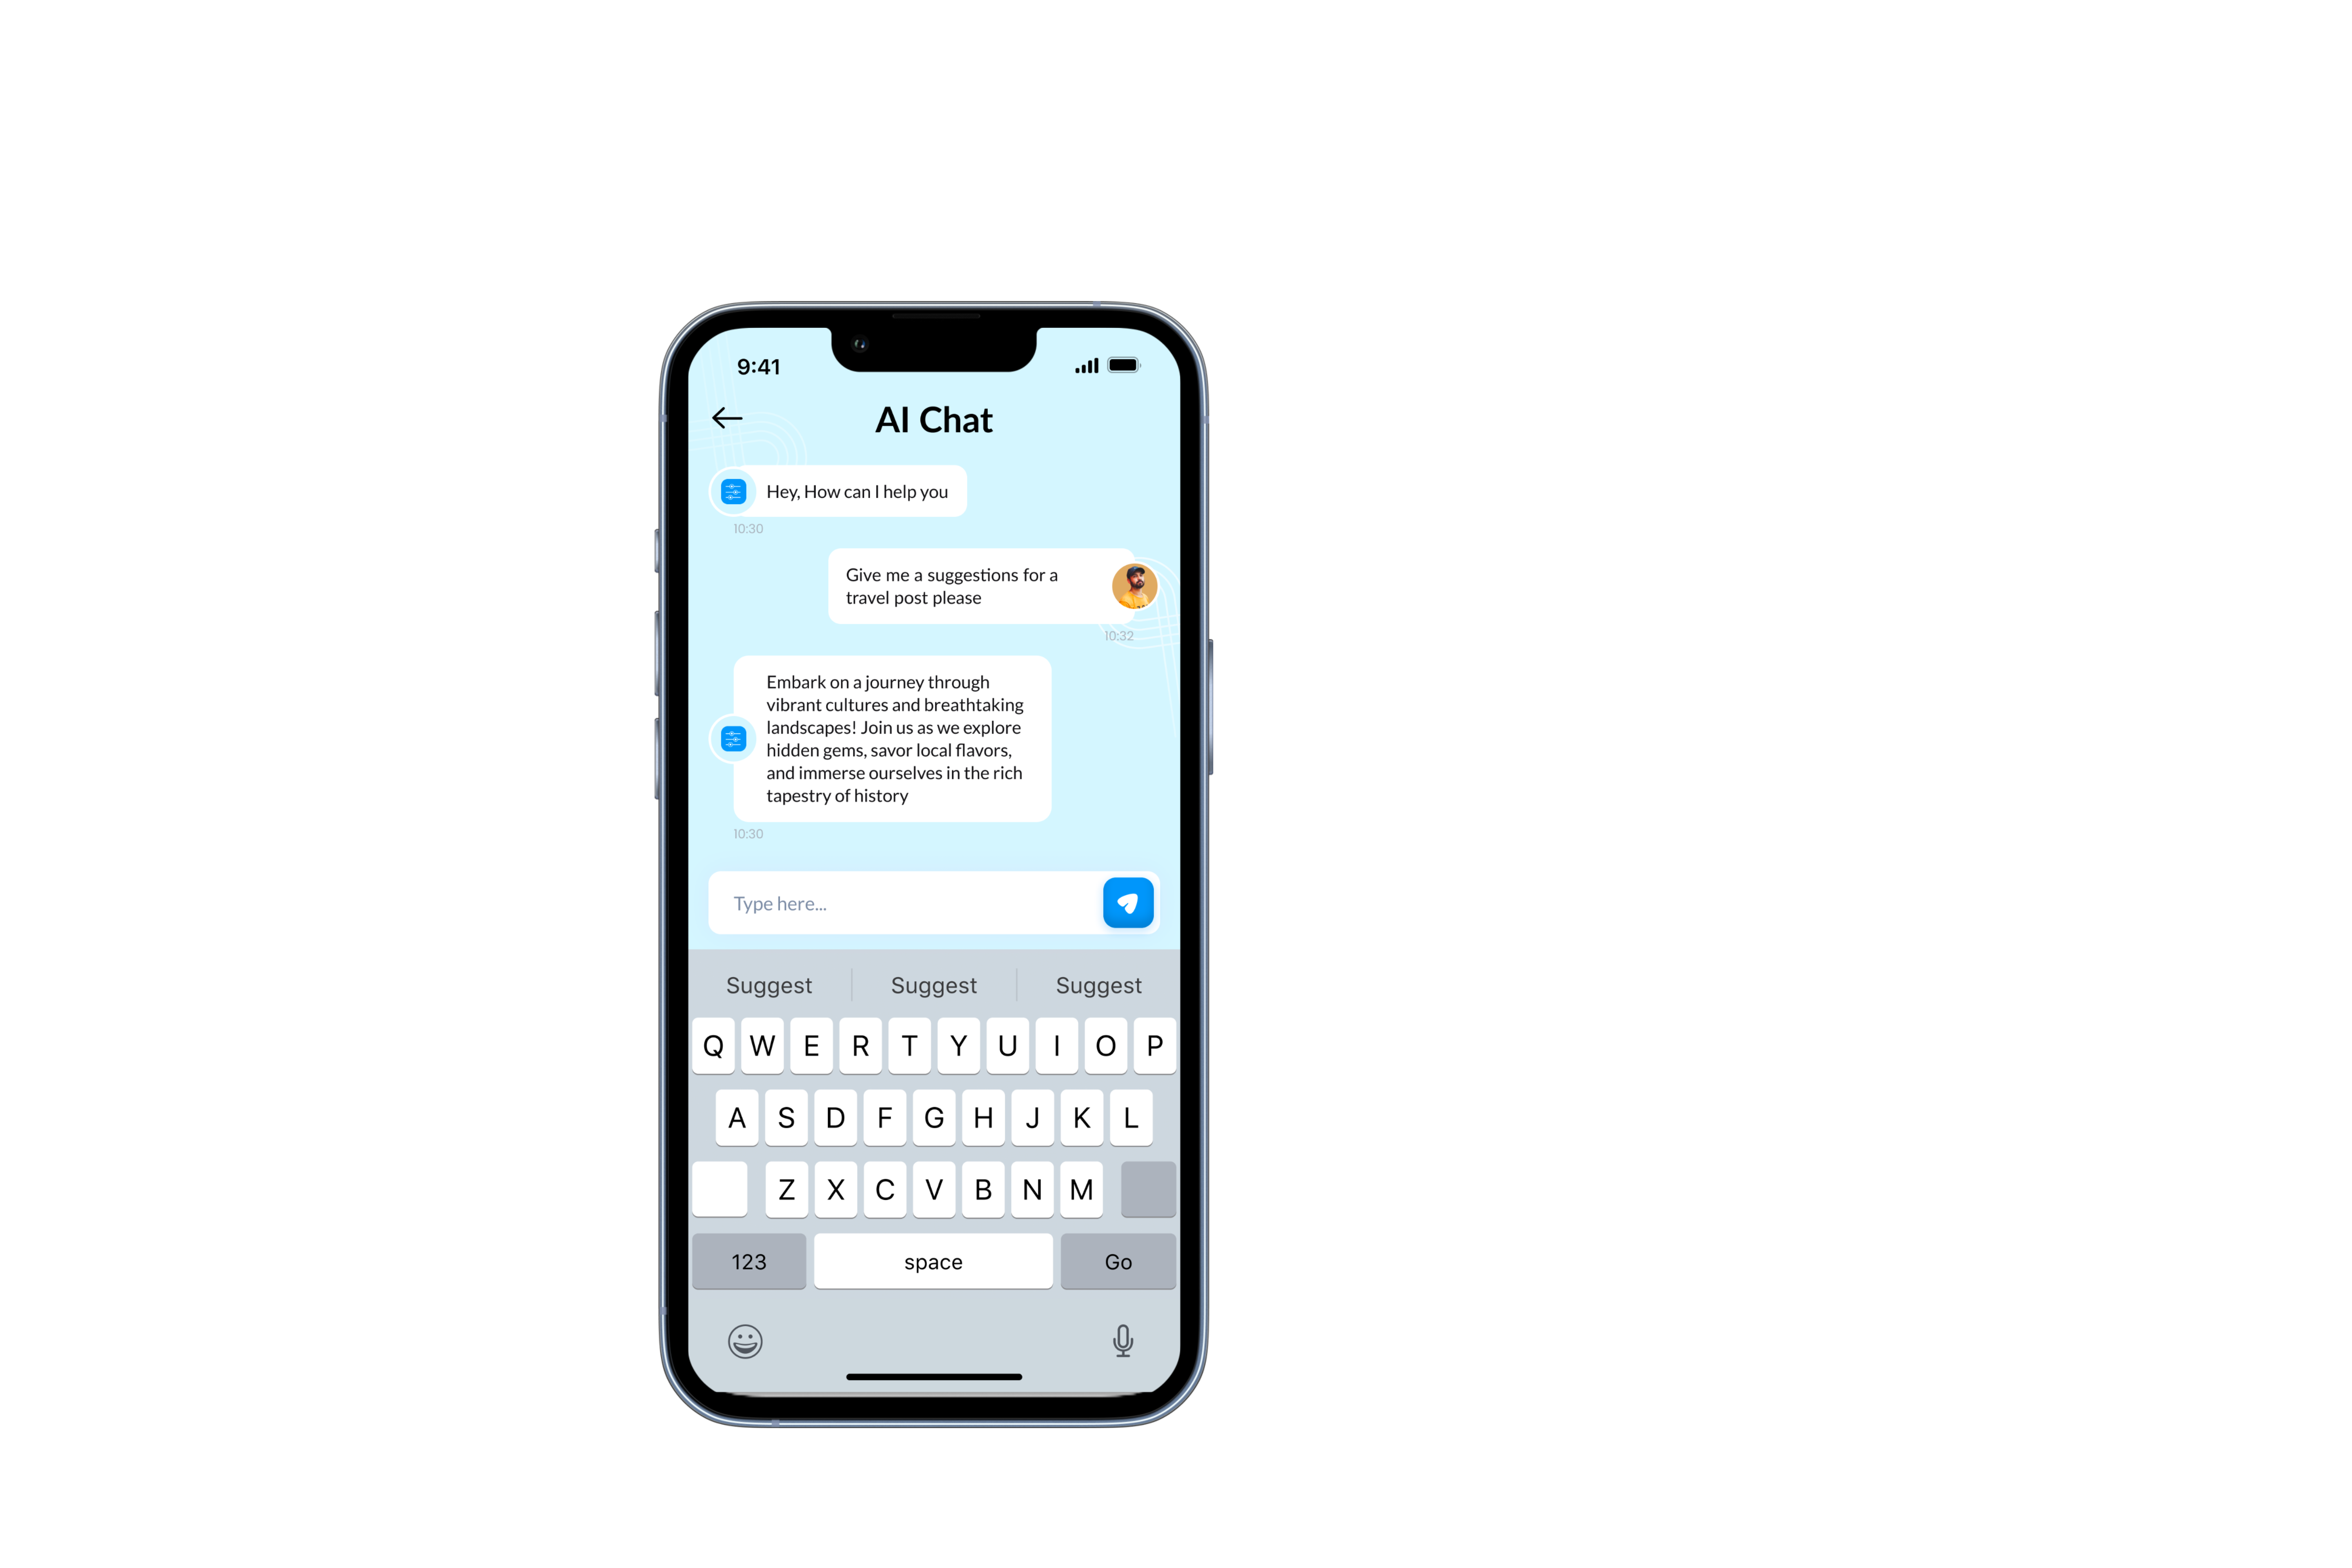 9:41
AI Chat
Hey, How can I help you
10:30
Give me a suggestions for a
travel post please
10:32
Embark on a journey through
vibrant cultures and breathtaking
landscapes! Join us as we explore
hidden gems, savor local flavors,
and immerse ourselves in the rich
tapestry of history
10:30
Type here...
Suggest Suggest Suggest
Q W E R T Y U I O P
A S D F G H J K L
Z X C V B N M
123 space Go